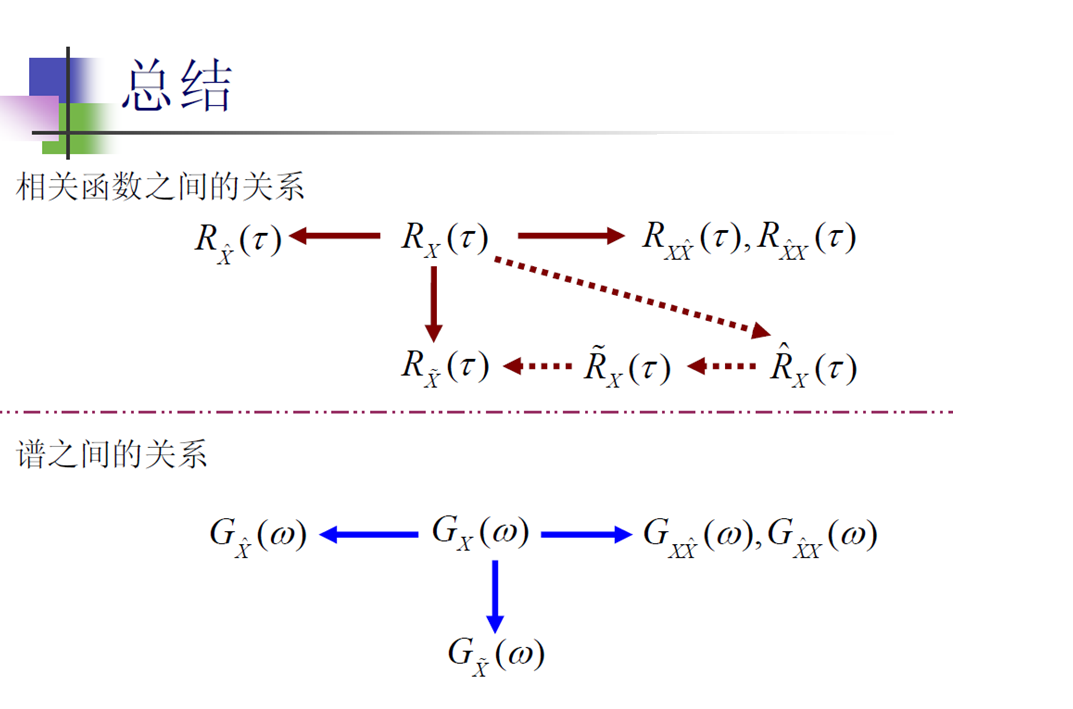 总结
相关函数之间的关系
R_X̂(τ) R_X(τ) R_XX̂(τ), R_X̂X(τ)
R_X̃(τ) R̃_X(τ) R̂_X(τ)
谱之间的关系
G_X̂(ω) G_X(ω) G_XX̂(ω), G_X̂X(ω)
G_X̃(ω)